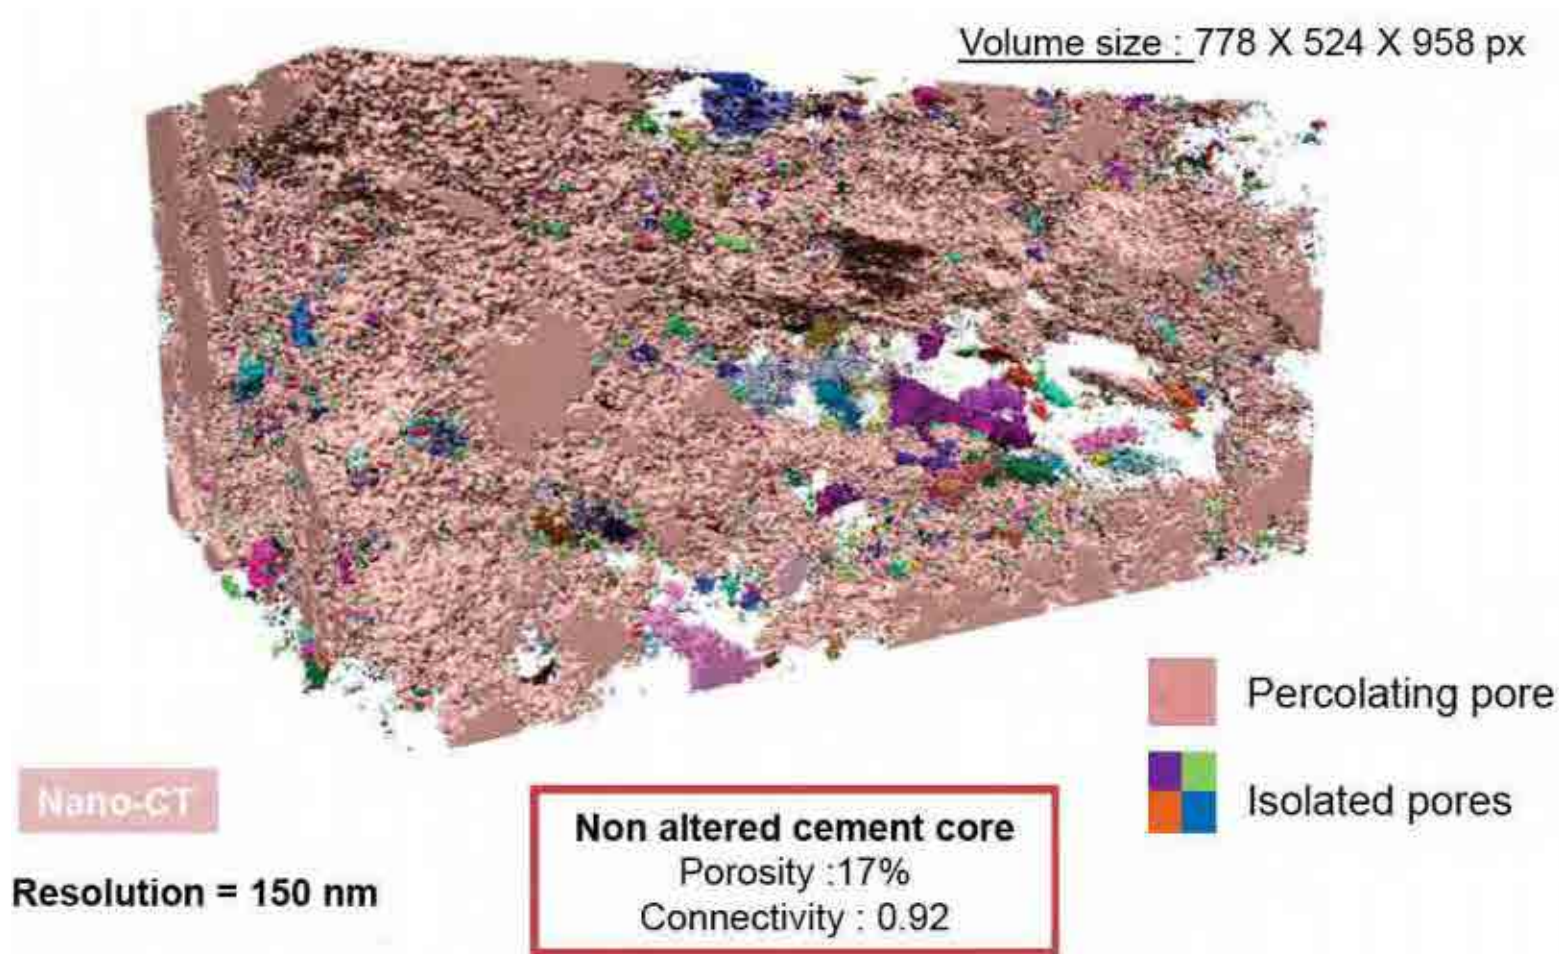 Volume size : 778 X 524 X 958 px
Percolating pore
Isolated pores
Nano-CT
Resolution = 150 nm
Non altered cement core
Porosity :17%
Connectivity : 0.92